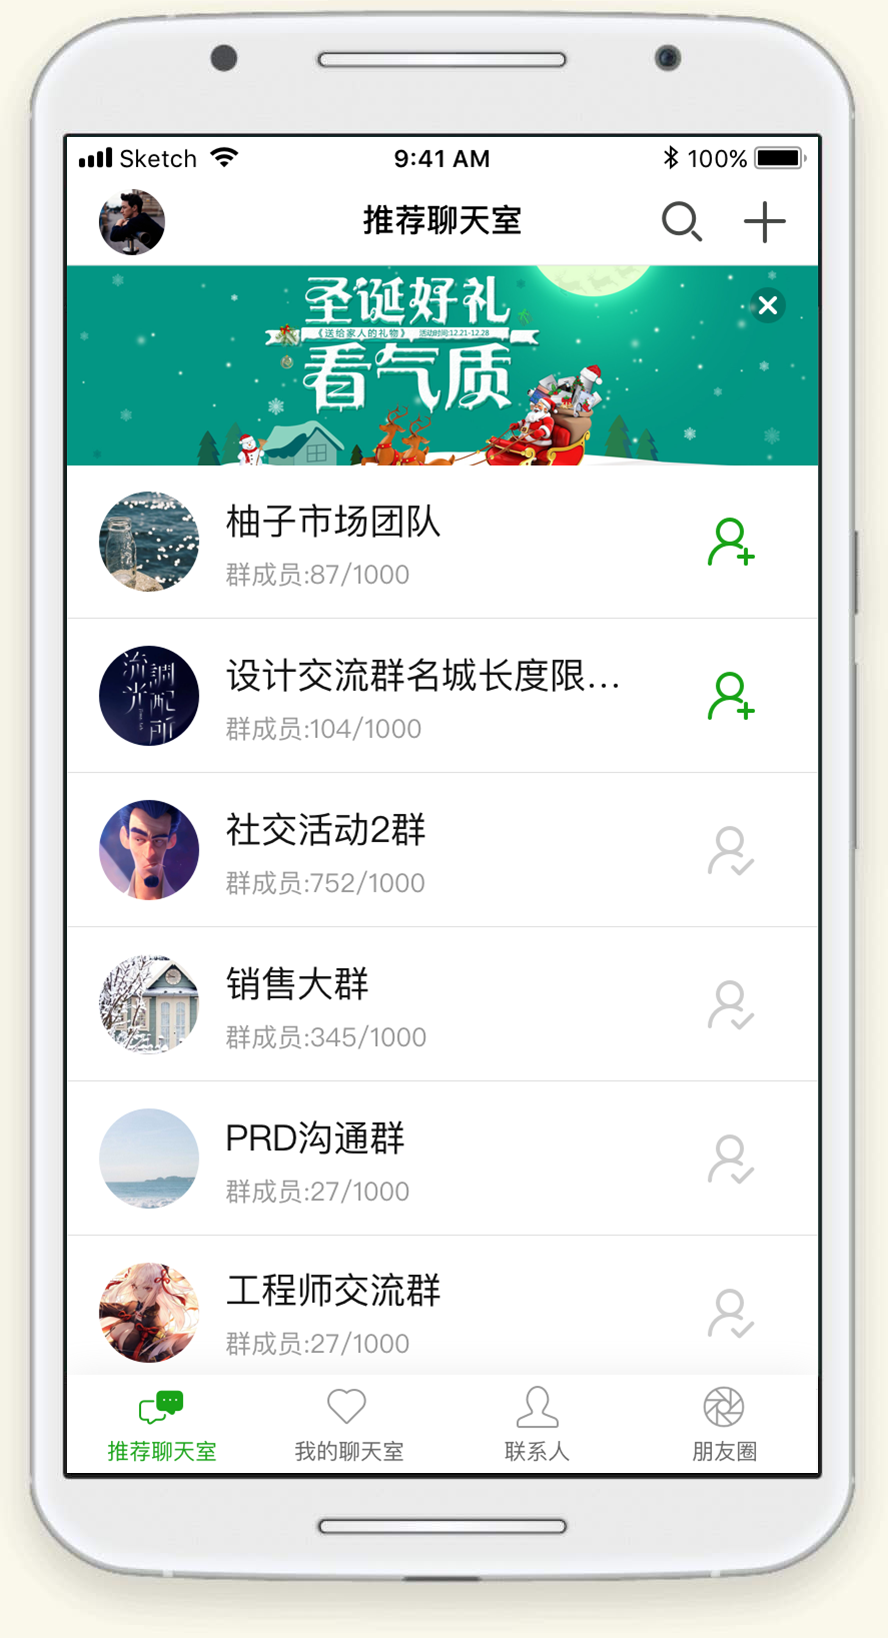 Sketch 9:41 AM 100%
推荐聊天室
圣诞好礼
《送给家人的礼物》 活动时间:12.21-12.28
看气质
柚子市场团队
群成员:87/1000
流光
調配所
设计交流群名城长度限...
群成员:104/1000
社交活动2群
群成员:752/1000
销售大群
群成员:345/1000
PRD沟通群
群成员:27/1000
工程师交流群
群成员:27/1000
推荐聊天室 我的聊天室 联系人 朋友圈